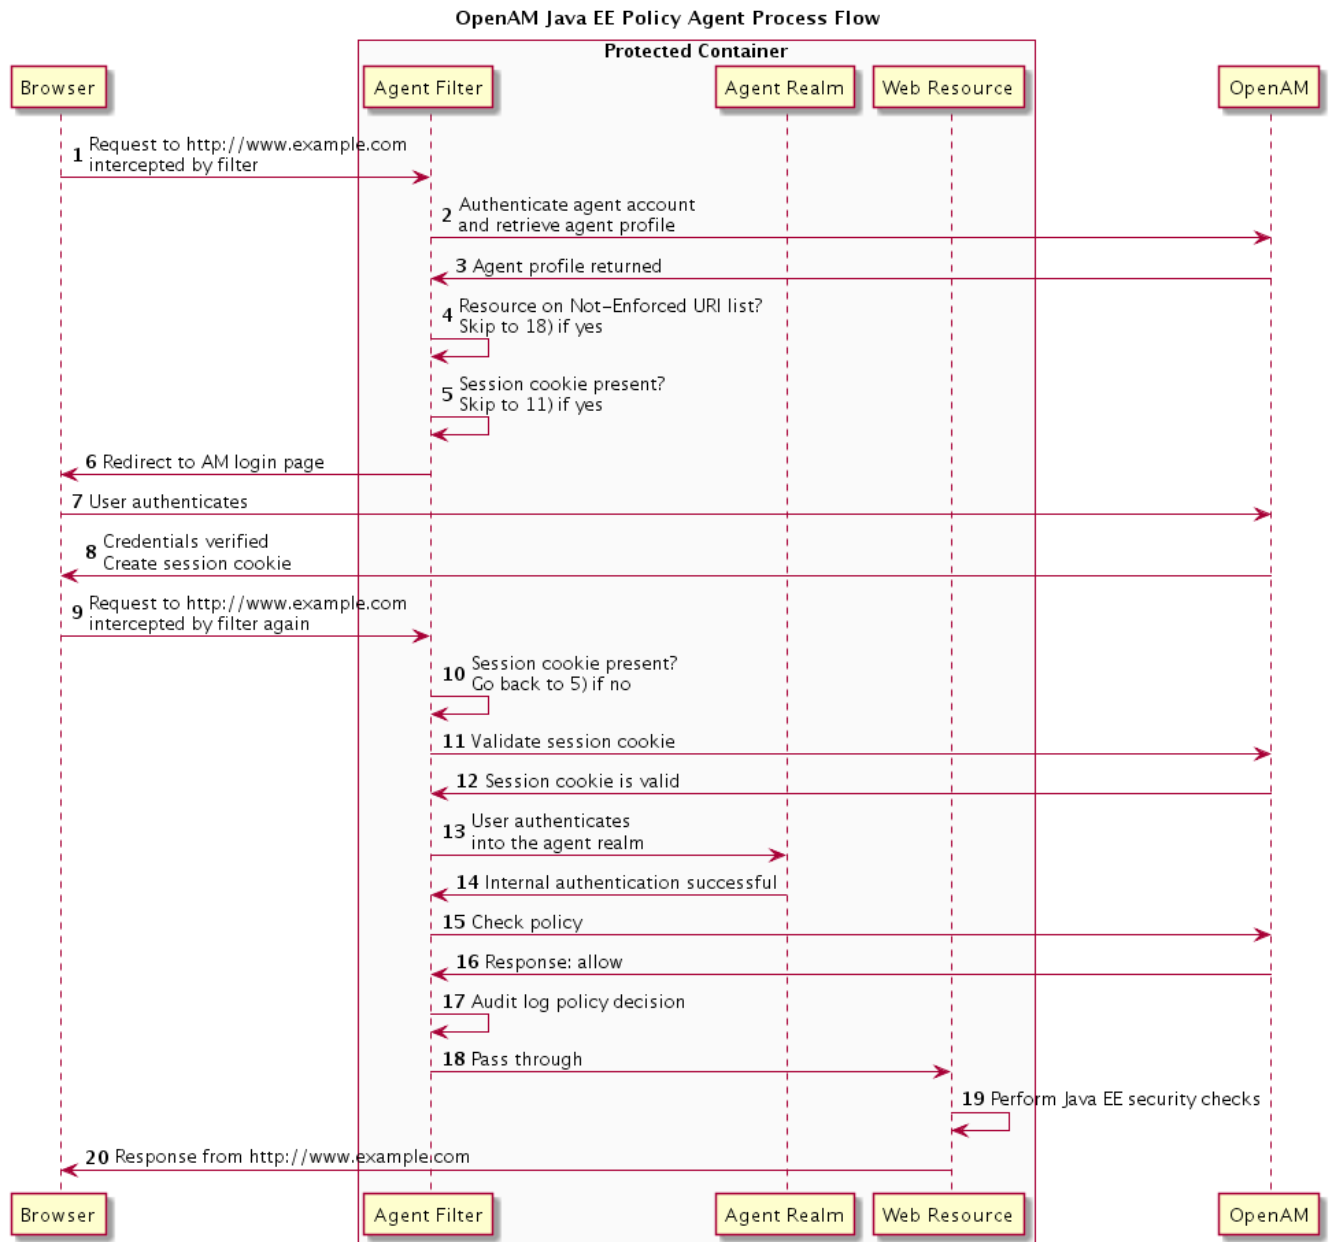 OpenAM Java EE Policy Agent Process Flow
Protected Container
Browser Agent Filter Agent Realm Web Resource OpenAM
1 Request to http://www.example.com
intercepted by filter
2 Authenticate agent account
and retrieve agent profile
3 Agent profile returned
4 Resource on Not-Enforced URI list?
Skip to 18) if yes
5 Session cookie present?
Skip to 11) if yes
6 Redirect to AM login page
7 User authenticates
8 Credentials verified
Create session cookie
9 Request to http://www.example.com
intercepted by filter again
10 Session cookie present?
Go back to 5) if no
11 Validate session cookie
12 Session cookie is valid
13 User authenticates
into the agent realm
14 Internal authentication successful
15 Check policy
16 Response: allow
17 Audit log policy decision
18 Pass through
19 Perform Java EE security checks
20 Response from http://www.example.com
Browser Agent Filter Agent Realm Web Resource OpenAM